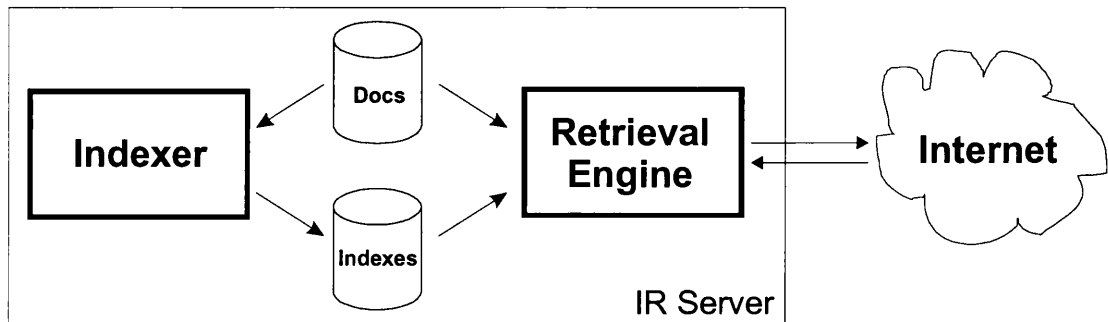 Docs
Indexer
Retrieval
Engine
Internet
Indexes
IR Server